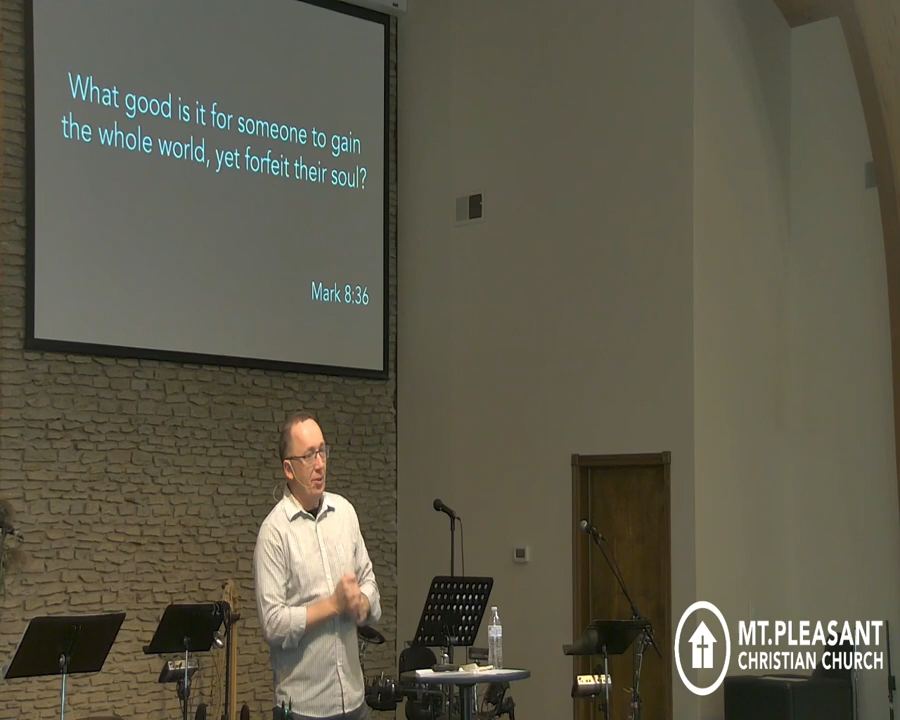 What good is it for someone to gain
the whole world, yet forfeit their soul?
Mark 8:36
MT.PLEASANT
CHRISTIAN CHURCH